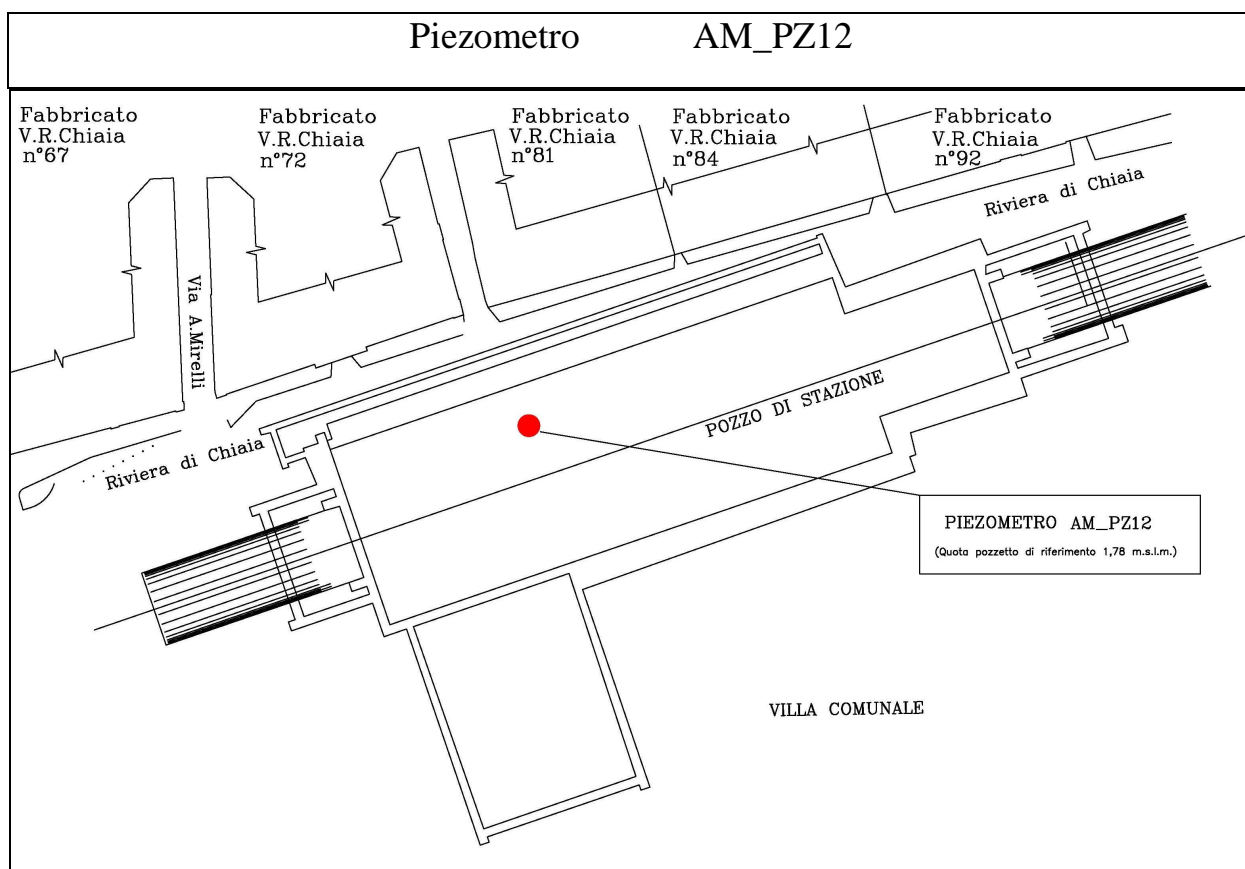 Piezometro AM_PZ12
Fabbricato
V.R.Chiaia
n°67
Fabbricato
V.R.Chiaia
n°72
Fabbricato
V.R.Chiaia
n°81
Fabbricato
V.R.Chiaia
n°84
Fabbricato
V.R.Chiaia
n°92
Riviera di Chiaia
Via A.Mirelli
POZZO DI STAZIONE
Riviera di Chiaia
PIEZOMETRO AM_PZ12
(Quota pozzetto di riferimento 1,78 m.s.l.m.)
VILLA COMUNALE